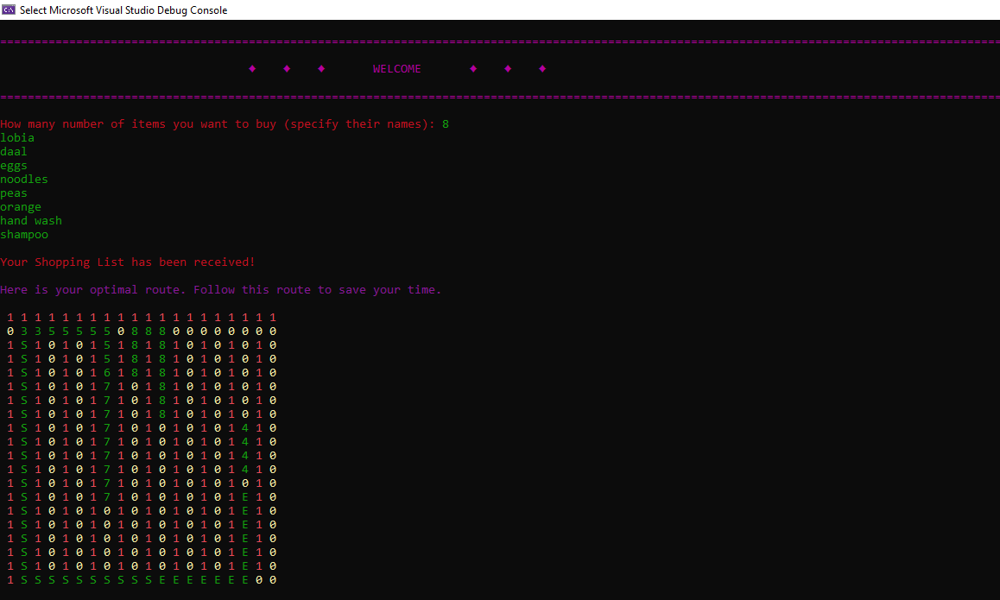 Select Microsoft Visual Studio Debug Console
=================================================================================================================================================
♦ ♦ ♦ WELCOME ♦ ♦ ♦
=================================================================================================================================================
How many number of items you want to buy (specify their names): 8
lobia
daal
eggs
noodles
peas
orange
hand wash
shampoo
Your Shopping List has been received!
Here is your optimal route. Follow this route to save your time.
1 1 1 1 1 1 1 1 1 1 1 1 1 1 1 1 1 1 1 1
0 3 3 5 5 5 5 5 0 8 8 8 0 0 0 0 0 0 0 0
1 S 1 0 1 0 1 5 1 8 1 8 1 0 1 0 1 0 1 0
1 S 1 0 1 0 1 5 1 8 1 8 1 0 1 0 1 0 1 0
1 S 1 0 1 0 1 6 1 8 1 8 1 0 1 0 1 0 1 0
1 S 1 0 1 0 1 7 1 0 1 8 1 0 1 0 1 0 1 0
1 S 1 0 1 0 1 7 1 0 1 8 1 0 1 0 1 0 1 0
1 S 1 0 1 0 1 7 1 0 1 8 1 0 1 0 1 0 1 0
1 S 1 0 1 0 1 7 1 0 1 0 1 0 1 0 1 4 1 0
1 S 1 0 1 0 1 7 1 0 1 0 1 0 1 0 1 4 1 0
1 S 1 0 1 0 1 7 1 0 1 0 1 0 1 0 1 4 1 0
1 S 1 0 1 0 1 7 1 0 1 0 1 0 1 0 1 4 1 0
1 S 1 0 1 0 1 7 1 0 1 0 1 0 1 0 1 0 1 0
1 S 1 0 1 0 1 7 1 0 1 0 1 0 1 0 1 E 1 0
1 S 1 0 1 0 1 0 1 0 1 0 1 0 1 0 1 E 1 0
1 S 1 0 1 0 1 0 1 0 1 0 1 0 1 0 1 E 1 0
1 S 1 0 1 0 1 0 1 0 1 0 1 0 1 0 1 E 1 0
1 S 1 0 1 0 1 0 1 0 1 0 1 0 1 0 1 E 1 0
1 S 1 0 1 0 1 0 1 0 1 0 1 0 1 0 1 E 1 0
1 S S S S S S S S S S E E E E E E E 0 0